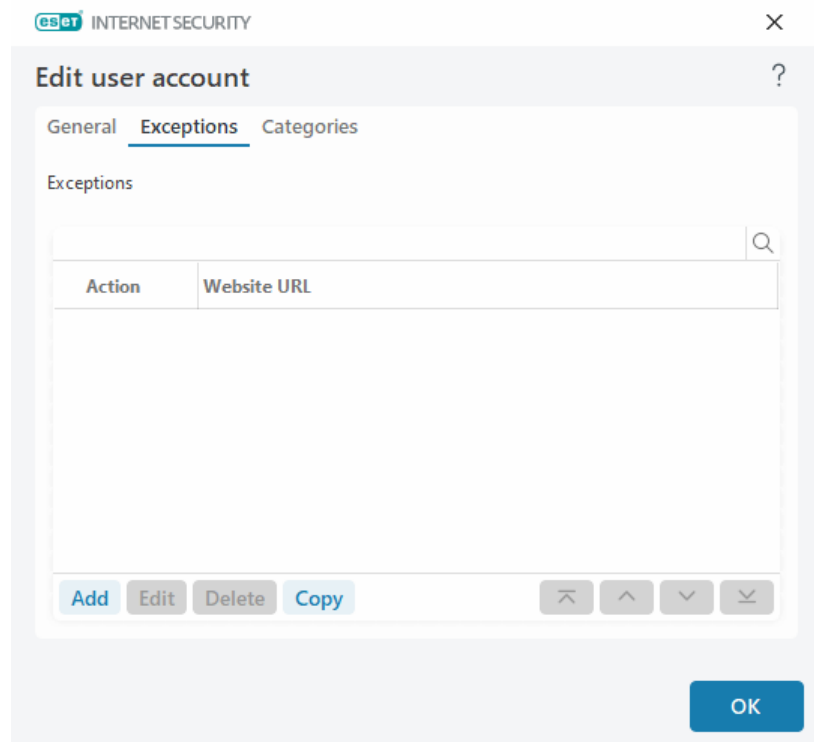 eset INTERNET SECURITY
Edit user account
?
General Exceptions Categories
Exceptions
Action Website URL
Add Edit Delete Copy
OK